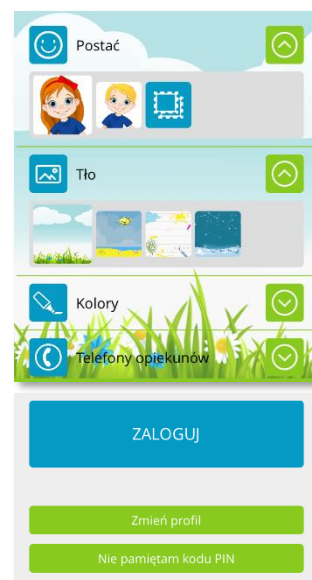 Postać
Tło
Kolory
Telefony opiekunów
ZALOGUJ
Zmień profil
Nie pamiętam kodu PIN